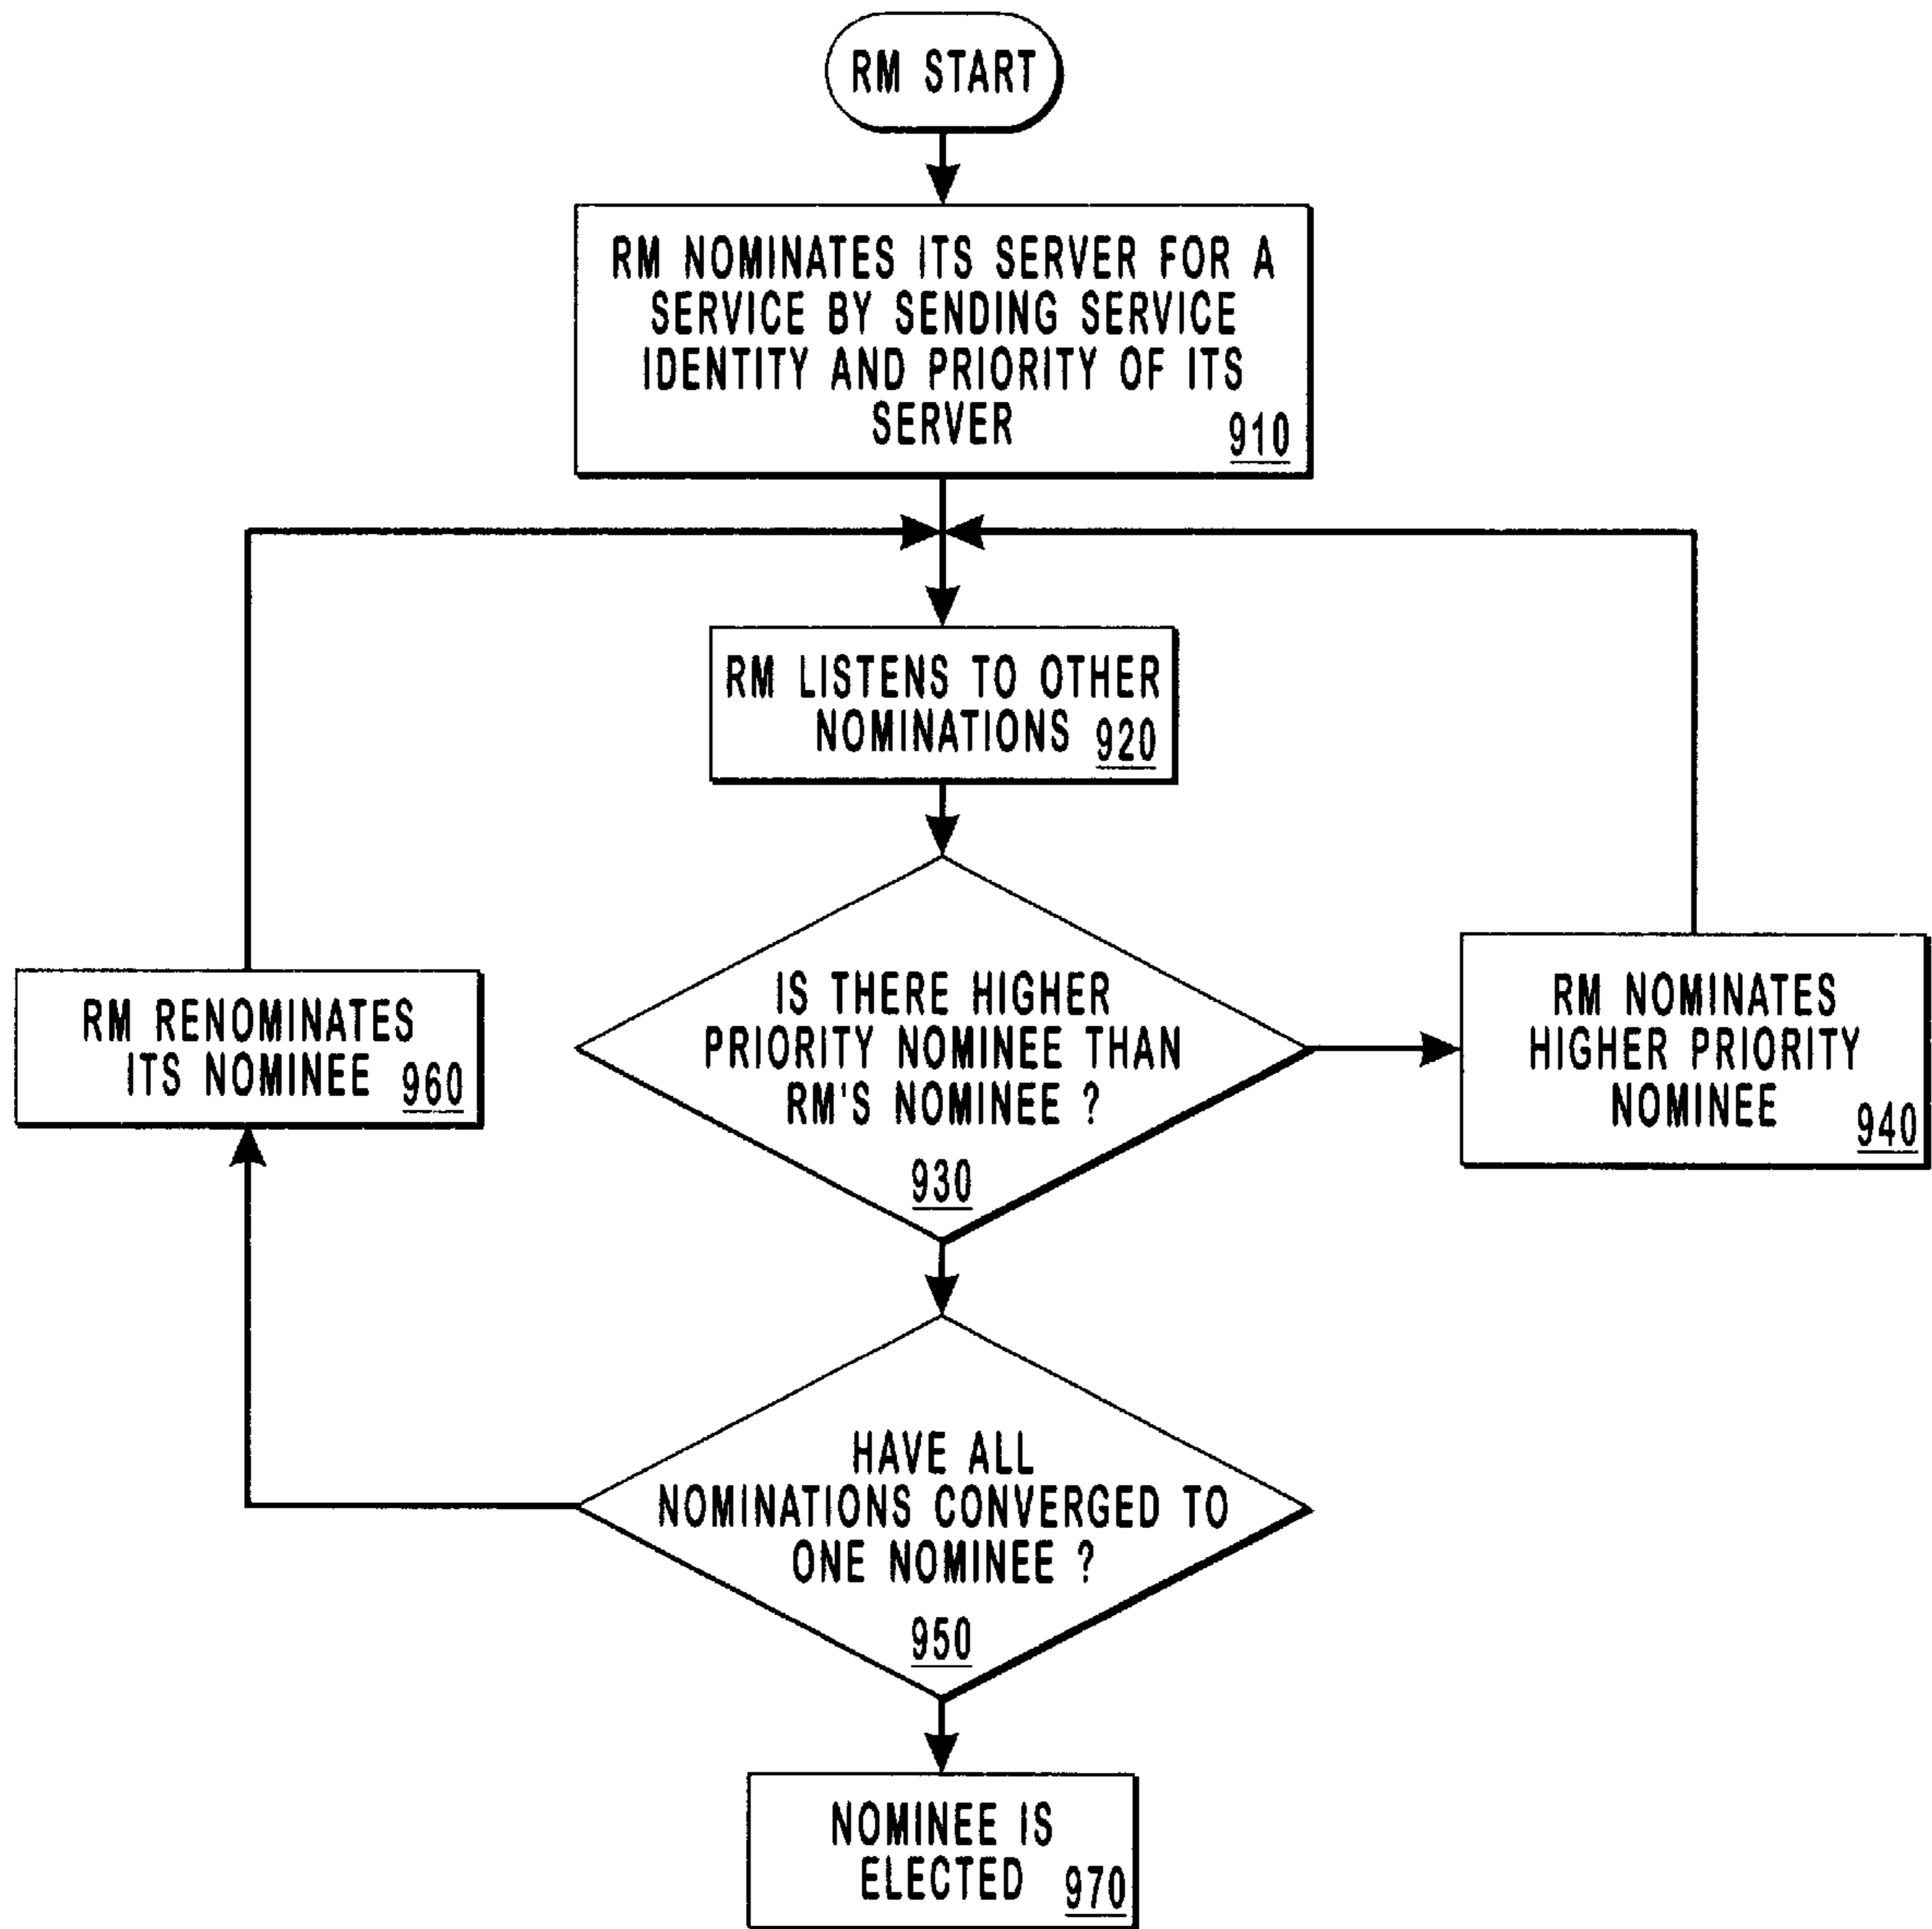 RM START
RM NOMINATES ITS SERVER FOR A
SERVICE BY SENDING SERVICE
IDENTITY AND PRIORITY OF ITS
SERVER
910
RM LISTENS TO OTHER
NOMINATIONS 920
IS THERE HIGHER
PRIORITY NOMINEE THAN
RM'S NOMINEE ?
930
RM NOMINATES
HIGHER PRIORITY
NOMINEE
940
RM RENOMINATES
ITS NOMINEE 960
HAVE ALL
NOMINATIONS CONVERGED TO
ONE NOMINEE ?
950
NOMINEE IS
ELECTED 970